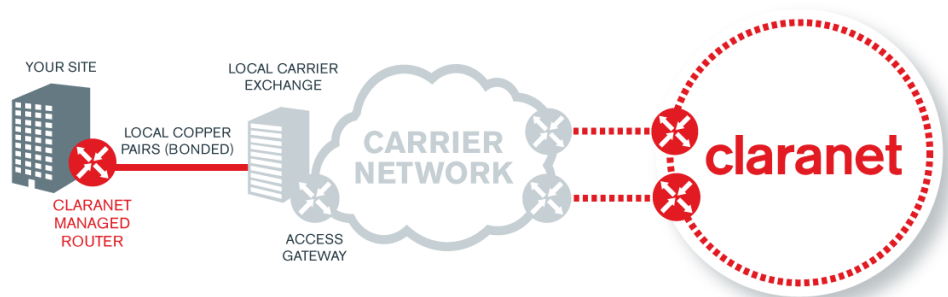 YOUR SITE
LOCAL CARRIER
EXCHANGE
LOCAL COPPER
PAIRS (BONDED)
CARRIER
NETWORK
claranet
CLARANET
MANAGED
ROUTER
ACCESS
GATEWAY